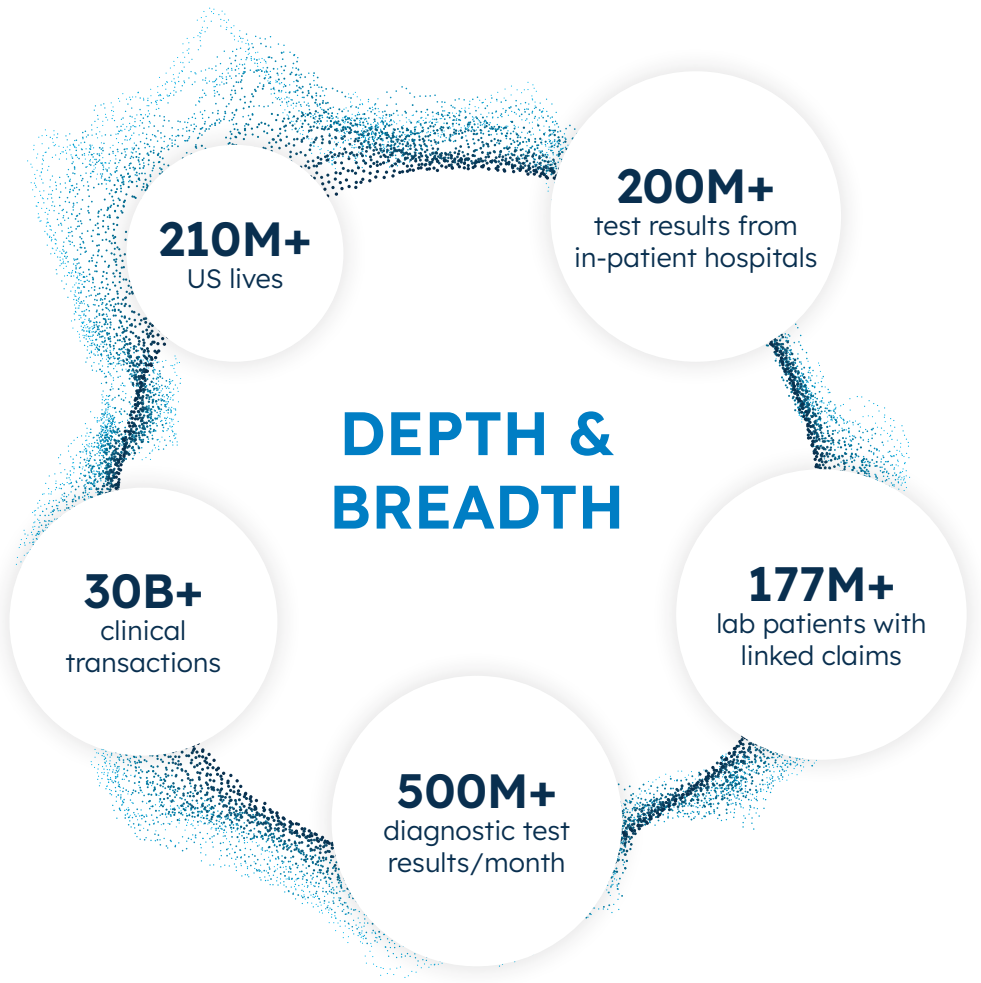 210M+
US lives
200M+
test results from
in-patient hospitals
DEPTH &
BREADTH
30B+
clinical
transactions
177M+
lab patients with
linked claims
500M+
diagnostic test
results/month